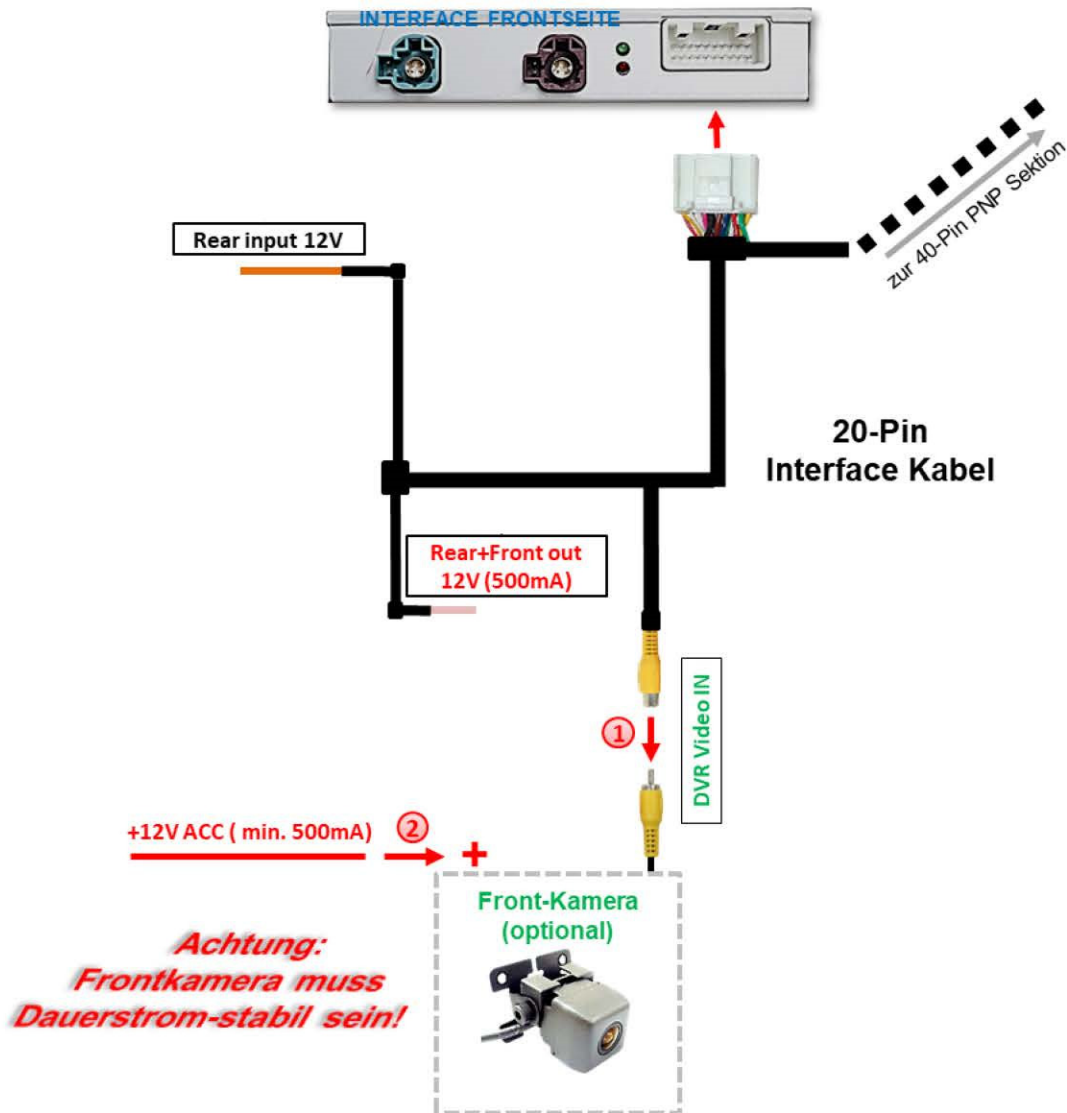 INTERFACE FRONTSEITE
zur 40-Pin PNP Sektion
Rear input 12V
20-Pin
Interface Kabel
Rear+Front out
12V (500mA)
DVR Video IN
1
+12V ACC ( min. 500mA)
2
+
Front-Kamera
(optional)
Achtung:
Frontkamera muss
Dauerstrom-stabil sein!